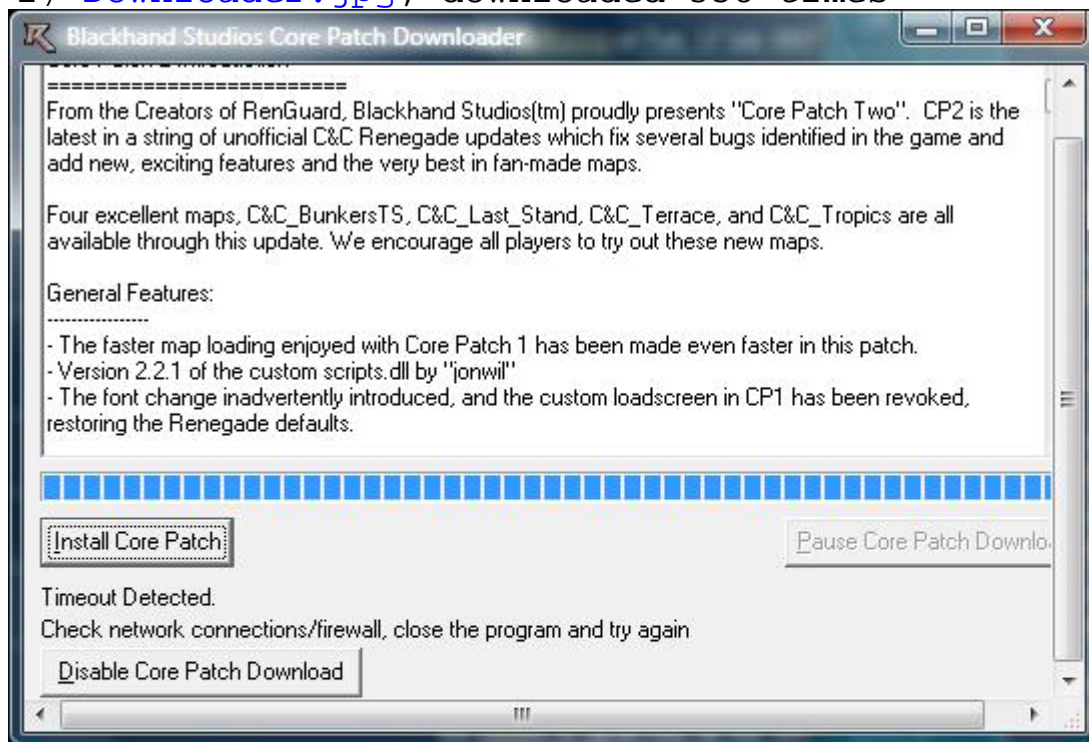 Downloader.jpg, downloaded
Blackhand Studios Core Patch Downloader
===========================
From the Creators of RenGuard, Blackhand Studios(tm) proudly presents "Core Patch Two". CP2 is the
latest in a string of unofficial C&C Renegade updates which fix several bugs identified in the game and
add new, exciting features and the very best in fan-made maps.
Four excellent maps, C&C_BunkersTS, C&C_Last_Stand, C&C_Terrace, and C&C_Tropics are all
available through this update. We encourage all players to try out these new maps.
General Features:
-----------------
- The faster map loading enjoyed with Core Patch 1 has been made even faster in this patch.
- Version 2.2.1 of the custom scripts.dll by "jonwil"
- The font change inadvertently introduced, and the custom loadscreen in CP1 has been revoked,
restoring the Renegade defaults.
Install Core Patch
Pause Core Patch Downlo
Timeout Detected.
Check network connections/firewall, close the program and try again
Disable Core Patch Download